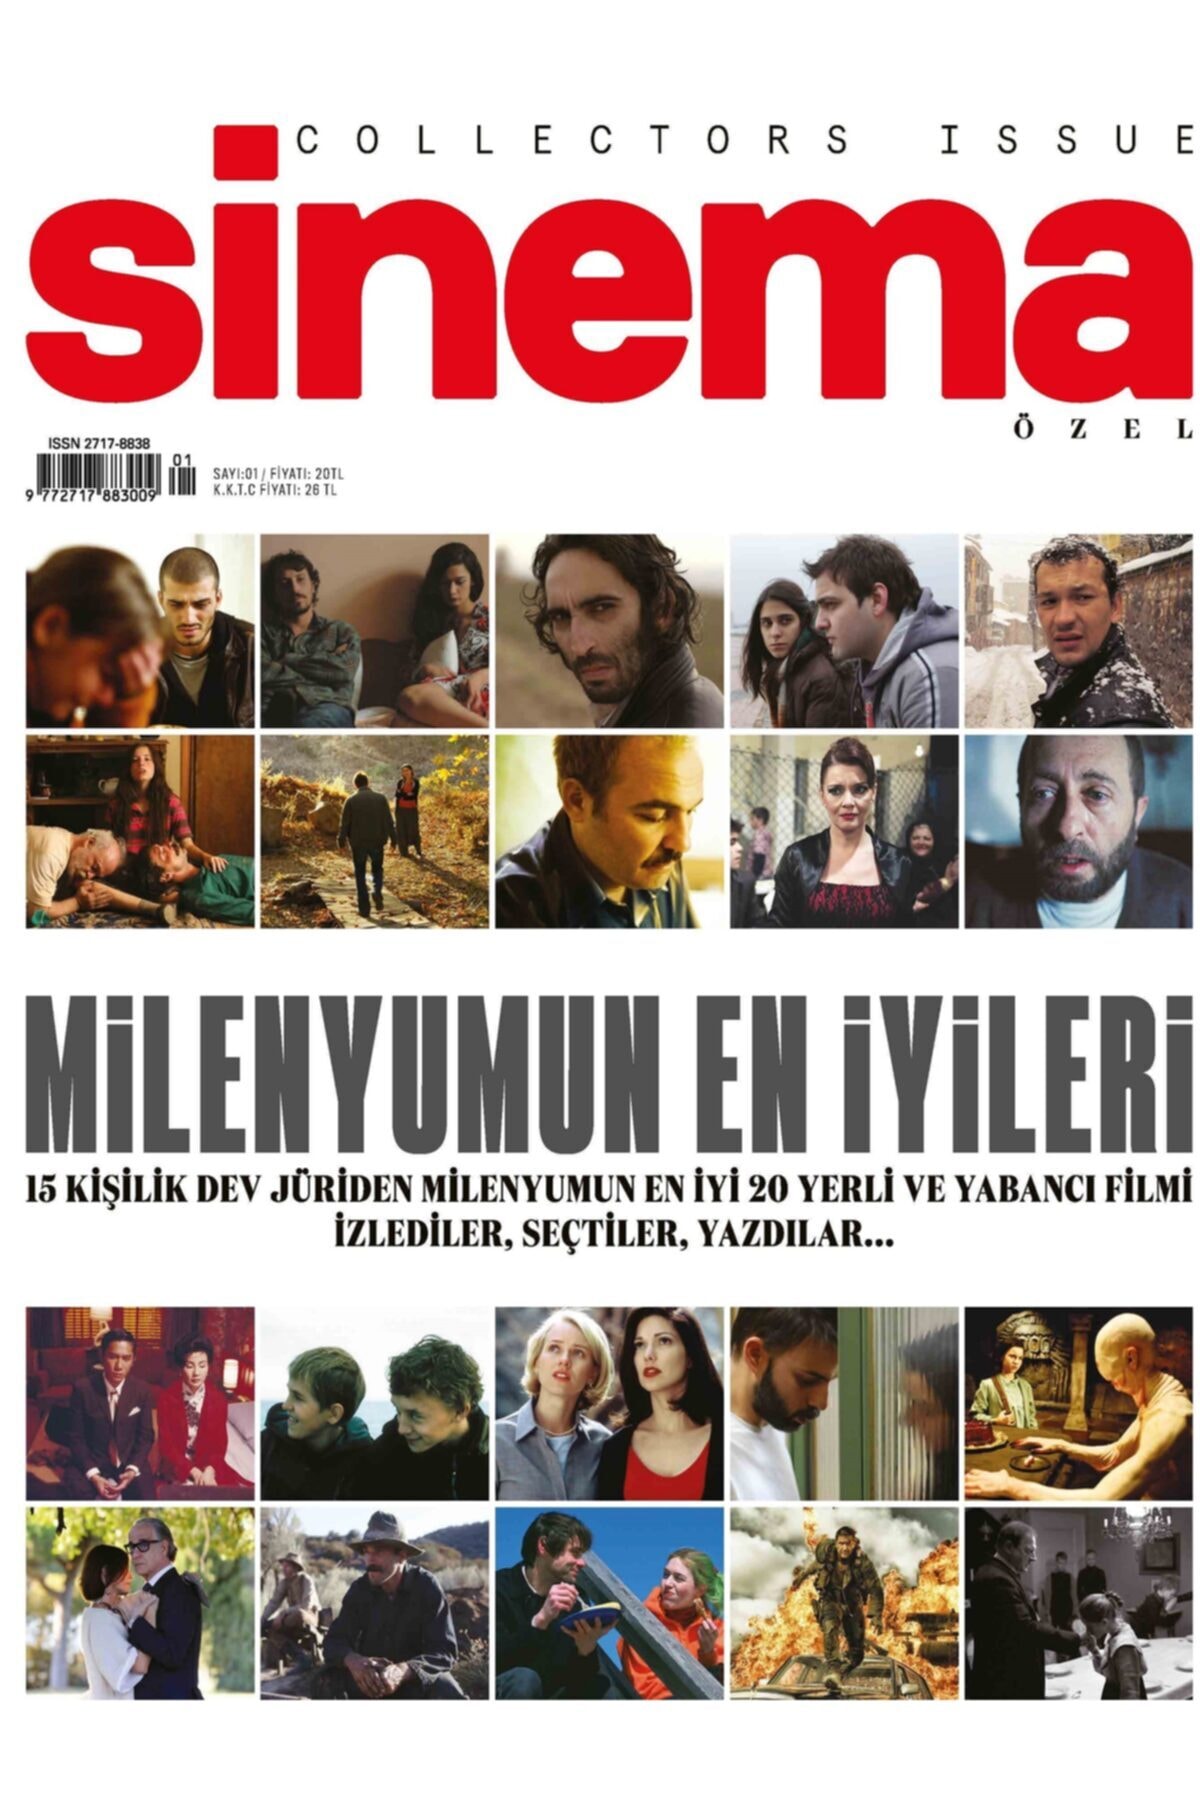 COLLECTORS ISSUE
sinema
ÖZEL
ISSN 2717-8838
01
9 772717 883009
SAYI:01 / FİYATI: 20TL
K.K.T.C FİYATI: 26 TL
MİLENYUMUN EN İYİLERİ
15 KİŞİLİK DEV JÜRİDEN MİLENYUMUN EN İYİ 20 YERLİ VE YABANCI FİLMİ
İZLEDİLER, SEÇTİLER, YAZDILAR...